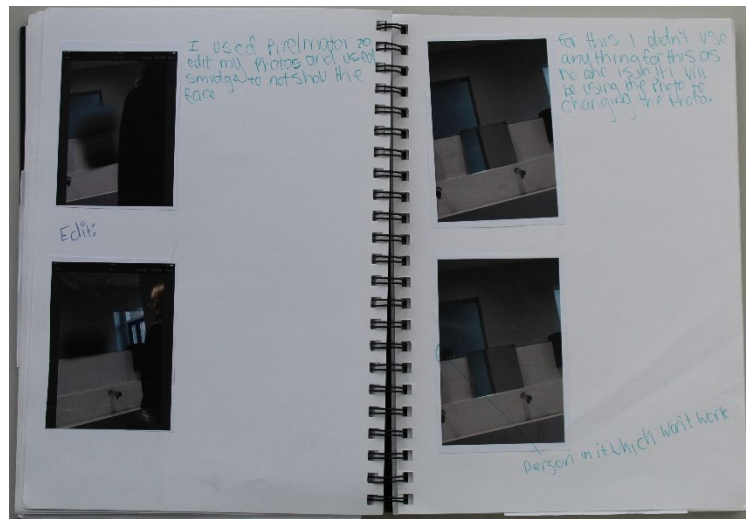 I used pixelmator to
edit my photos and used
smudge to not show the
face
Edit:
for this I didn't use
anything for this as
no one is in it i will
be using the photo to
changing the photo.
person in it which won't work